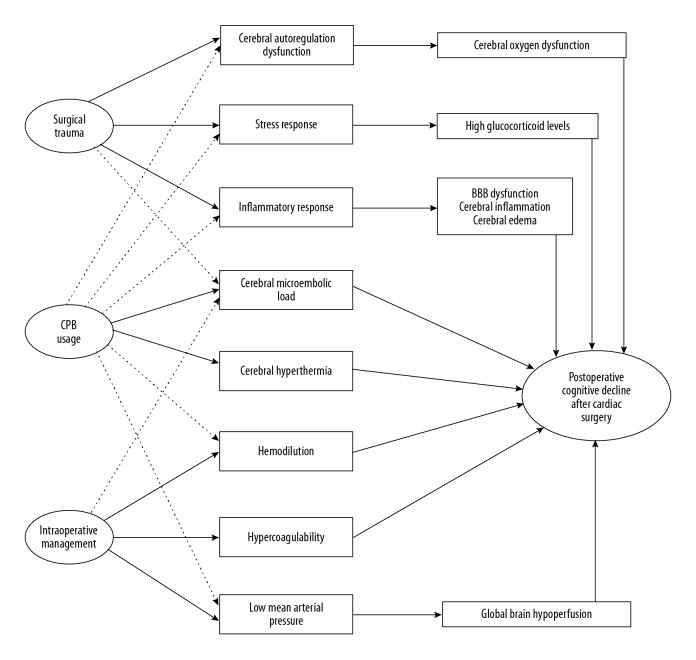 Cerebral autoregulation
dysfunction
Cerebral oxygen dysfunction
Surgical
trauma
Stress response
High glucocorticoid levels
Inflammatory response
BBB dysfunction
Cerebral inflammation
Cerebral edema
Cerebral microembolic
load
CPB
usage
Cerebral hyperthermia
Postoperative
cognitive decline
after cardiac
surgery
Hemodilution
Intraoperative
management
Hypercoagulability
Low mean arterial
pressure
Global brain hypoperfusion